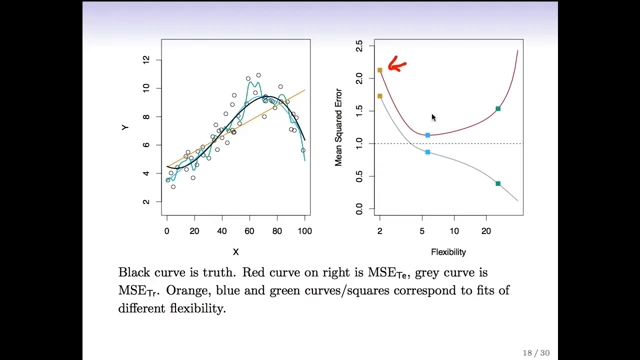 12
10
8
6
4
2
Y
0 20 40 60 80 100
X
2.5
2.0
1.5
1.0
0.5
0.0
Mean Squared Error
2 5 10 20
Flexibility
Black curve is truth. Red curve on right is MSE_Te, grey curve is
MSE_Tr. Orange, blue and green curves/squares correspond to fits of
different flexibility.
18 / 30